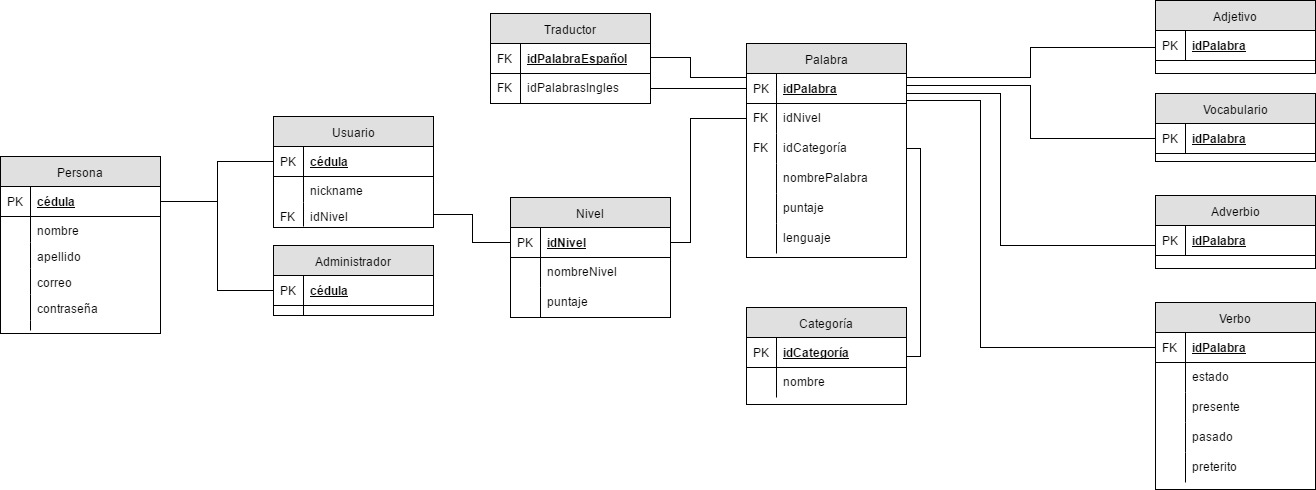 Persona
PK cédula
nombre
apellido
correo
contraseña
Usuario
PK cédula
nickname
FK idNivel
Administrador
PK cédula
Traductor
FK idPalabraEspañol
FK idPalabrasIngles
Nivel
PK idNivel
nombreNivel
puntaje
Palabra
PK idPalabra
FK idNivel
FK idCategoría
nombrePalabra
puntaje
lenguaje
Categoría
PK idCategoría
nombre
Adjetivo
PK idPalabra
Vocabulario
PK idPalabra
Adverbio
PK idPalabra
Verbo
FK idPalabra
estado
presente
pasado
preterito